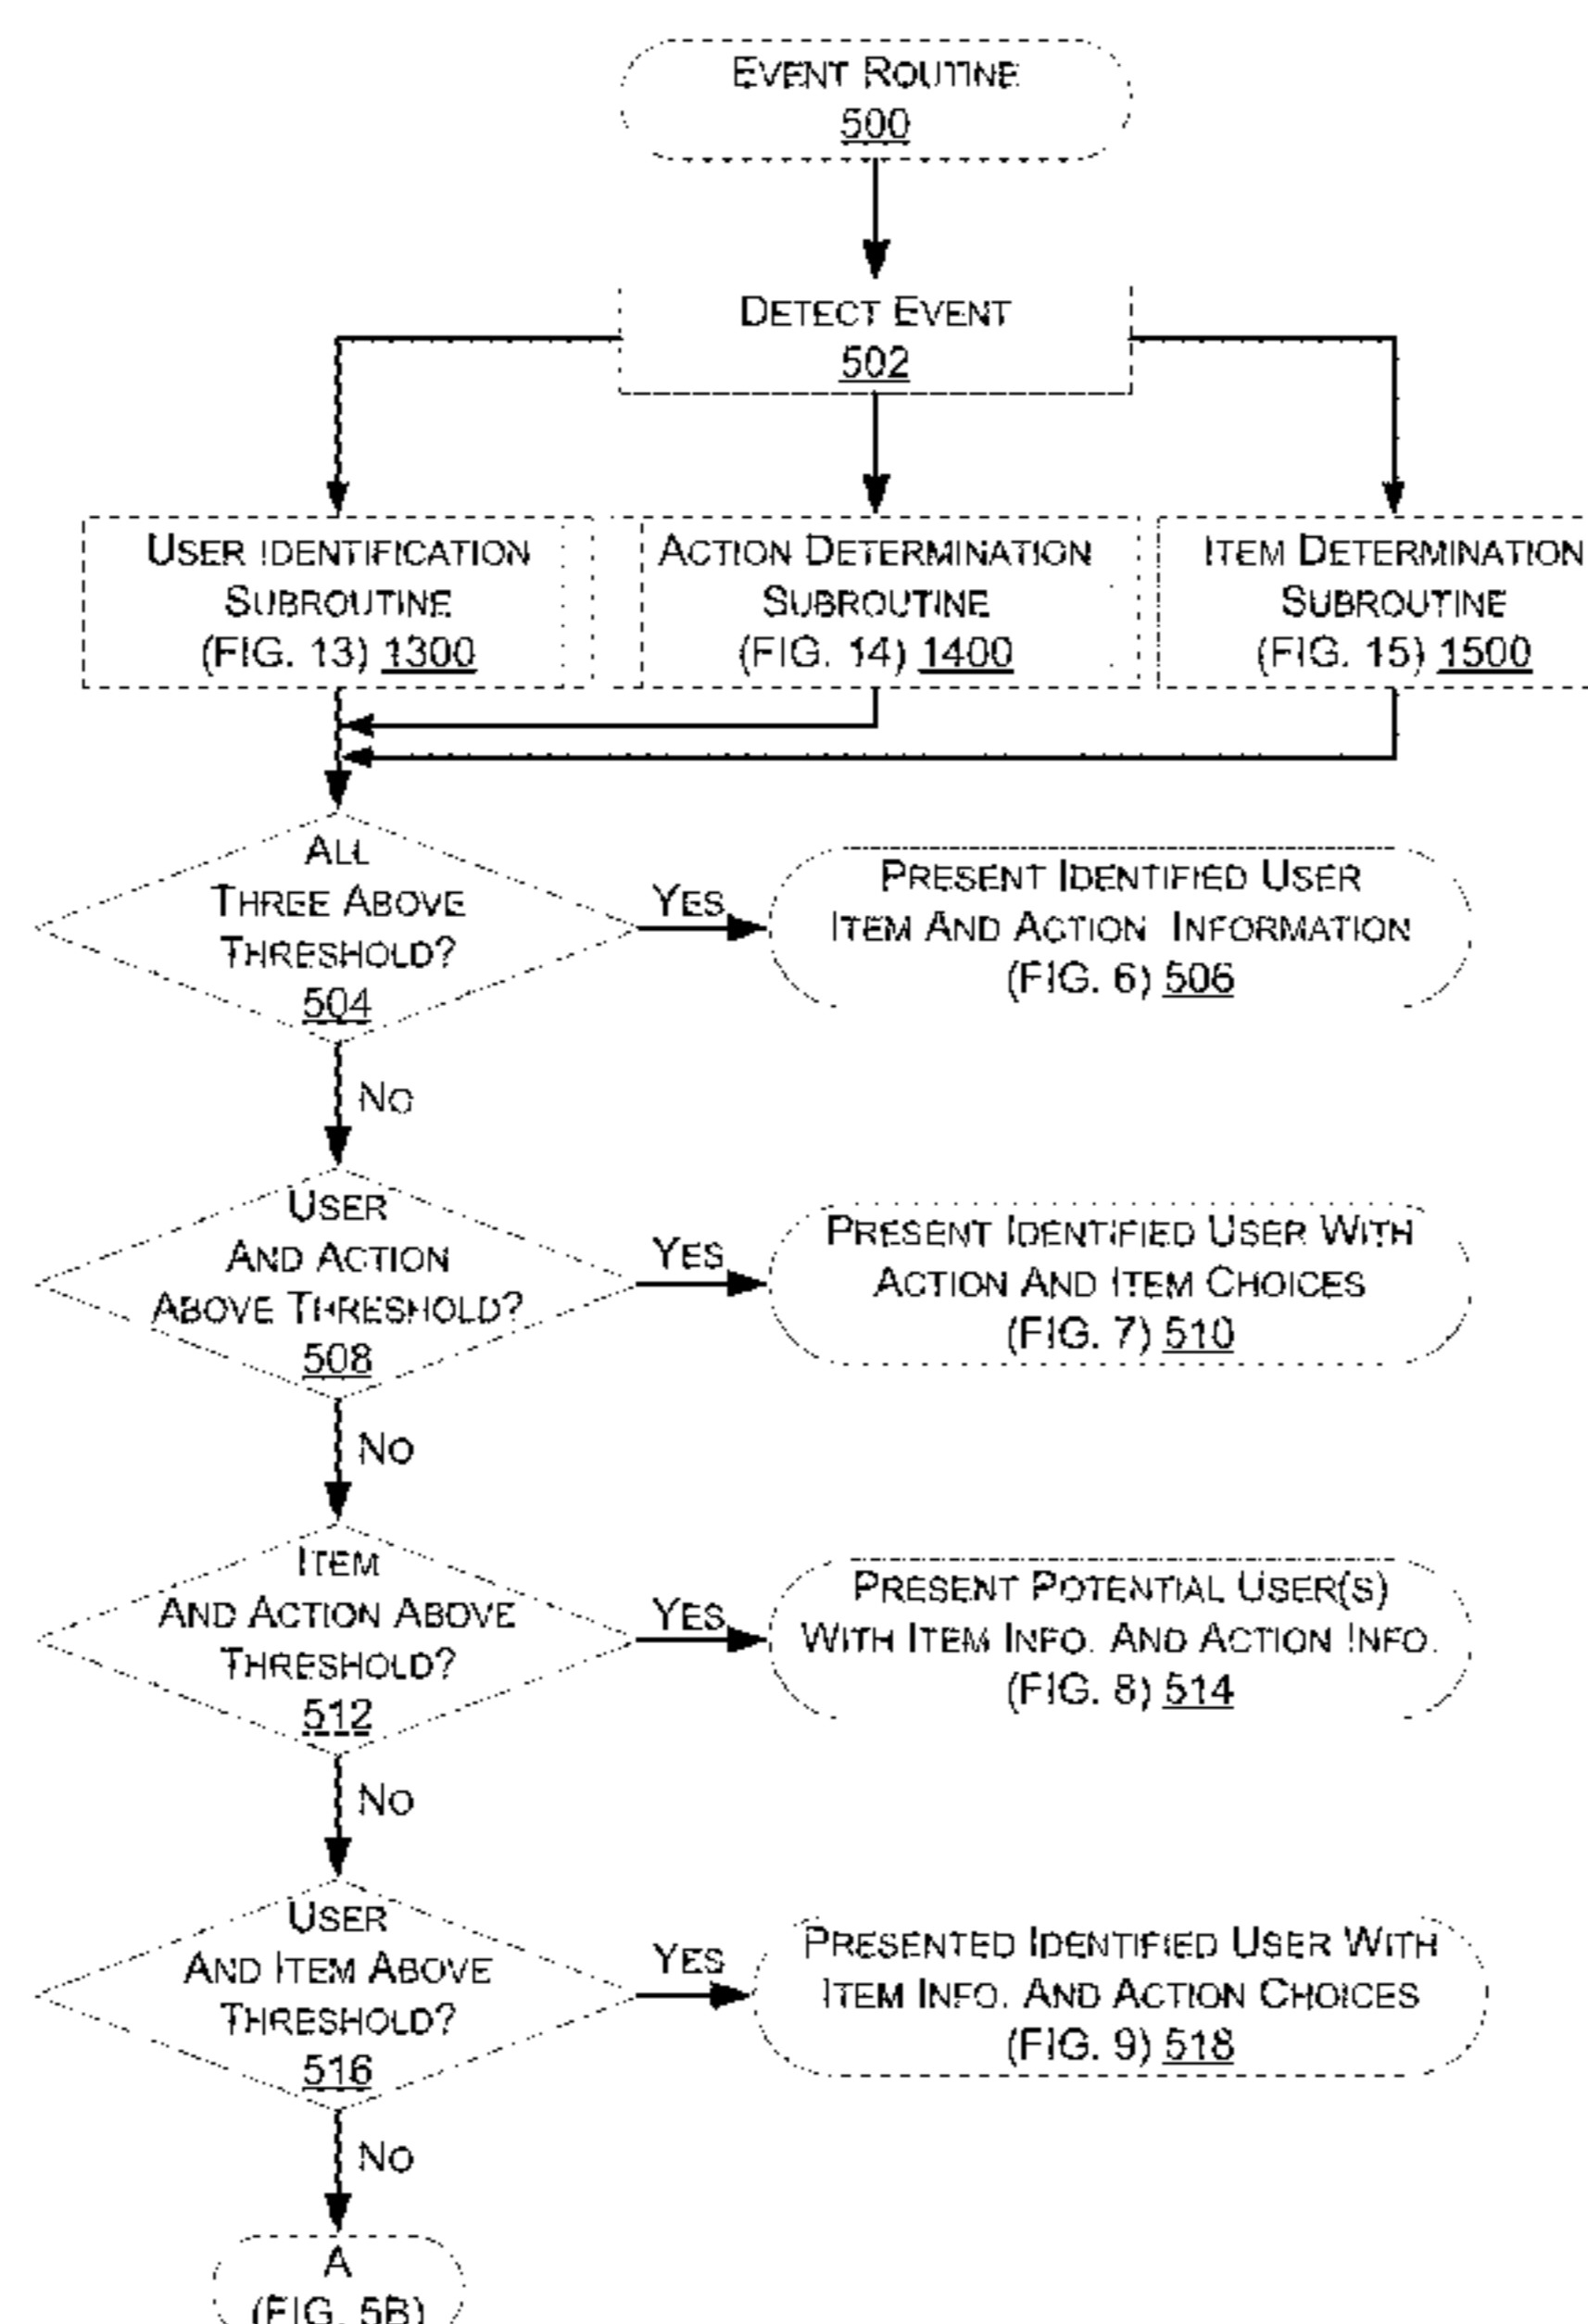 EVENT ROUTINE
500
DETECT EVENT
502
USER IDENTIFICATION
SUBROUTINE
(FIG. 13) 1300
ACTION DETERMINATION
SUBROUTINE
(FIG. 14) 1400
ITEM DETERMINATION
SUBROUTINE
(FIG. 15) 1500
ALL
THREE ABOVE
THRESHOLD?
504
YES
PRESENT IDENTIFIED USER
ITEM AND ACTION INFORMATION
(FIG. 6) 506
NO
USER
AND ACTION
ABOVE THRESHOLD?
508
YES
PRESENT IDENTIFIED USER WITH
ACTION AND ITEM CHOICES
(FIG. 7) 510
NO
ITEM
AND ACTION ABOVE
THRESHOLD?
512
YES
PRESENT POTENTIAL USER(S)
WITH ITEM INFO. AND ACTION INFO.
(FIG. 8) 514
NO
USER
AND ITEM ABOVE
THRESHOLD?
516
YES
PRESENTED IDENTIFIED USER WITH
ITEM INFO. AND ACTION CHOICES
(FIG. 9) 518
NO
A
(FIG. 5B)